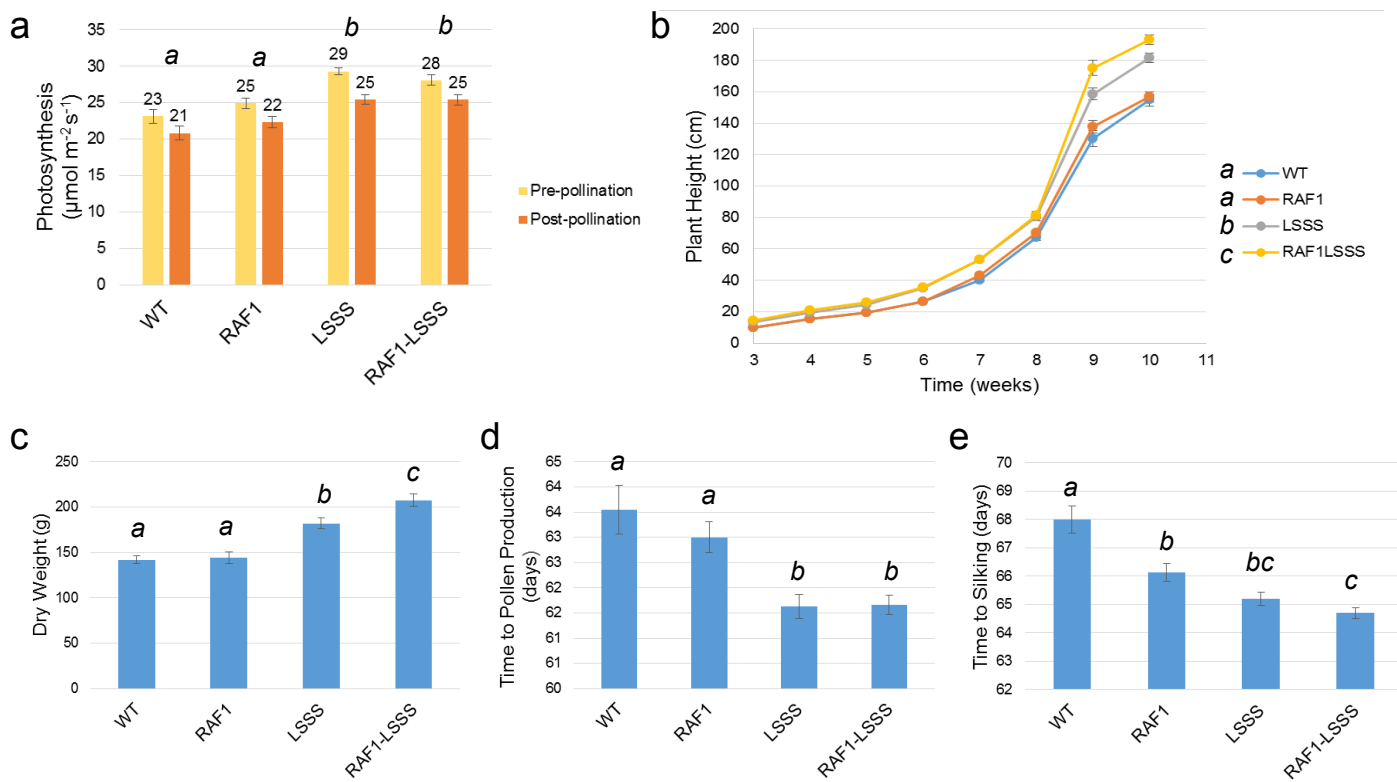 a
Photosynthesis
(µmol m⁻² s⁻¹)
35
30
25
20
15
10
5
0
a
a
b
b
23
21
25
22
29
25
28
25
WT
RAF1
LSSS
RAF1-LSSS
Pre-pollination
Post-pollination
b
Plant Height (cm)
200
180
160
140
120
100
80
60
40
20
0
3 4 5 6 7 8 9 10 11
Time (weeks)
a WT
a RAF1
b LSSS
c RAF1LSSS
c
Dry Weight (g)
250
200
150
100
50
0
a
a
b
c
WT
RAF1
LSSS
RAF1-LSSS
d
Time to Pollen Production
(days)
65
64
64
63
63
62
62
61
61
60
a
a
b
b
WT
RAF1
LSSS
RAF1-LSSS
e
Time to Silking (days)
70
69
68
67
66
65
64
63
62
a
b
bc
c
WT
RAF1
LSSS
RAF1-LSSS